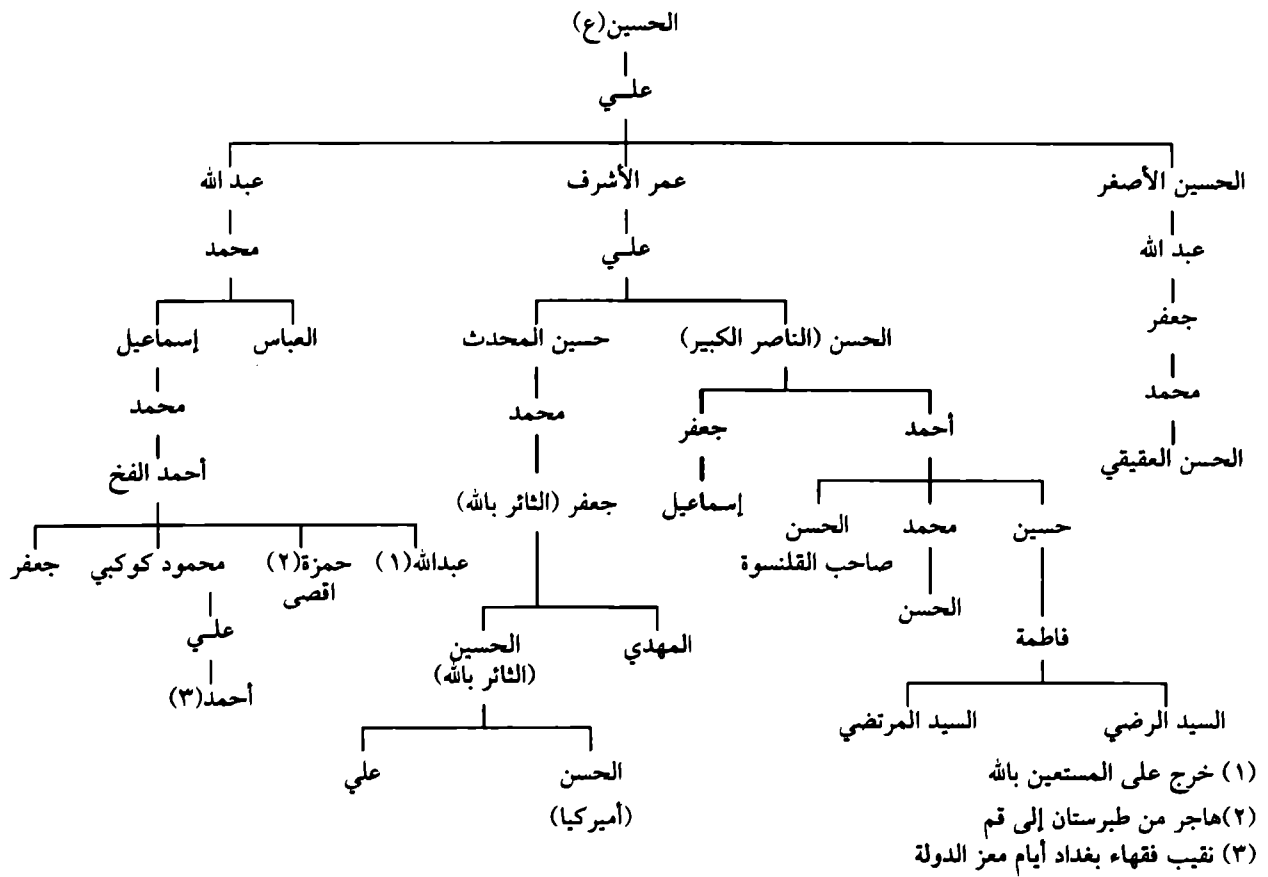 الحسين(ع)
علي
الحسين الأصغر
عمر الأشرف
عبد الله
عبد الله
علي
محمد
جعفر
الحسن (الناصر الكبير)
حسين المحدث
العباس
إسماعيل
محمد
أحمد
جعفر
محمد
محمد
الحسن العقيقي
إسماعيل
جعفر (الثائر بالله)
أحمد الفخ
حسين
محمد
الحسن
صاحب القلنسوة
عبدالله(١)
حمزة(٢)
اقصى
محمود كوكبي
جعفر
الحسن
فاطمة
المهدي
الحسين
(الثائر بالله)
علي
أحمد(٣)
السيد الرضي
السيد المرتضي
الحسن
(أميركيا)
علي
(١) خرج على المستعين بالله
(٢)هاجر من طبرستان إلى قم
(٣) نقيب فقهاء بغداد أيام معز الدولة